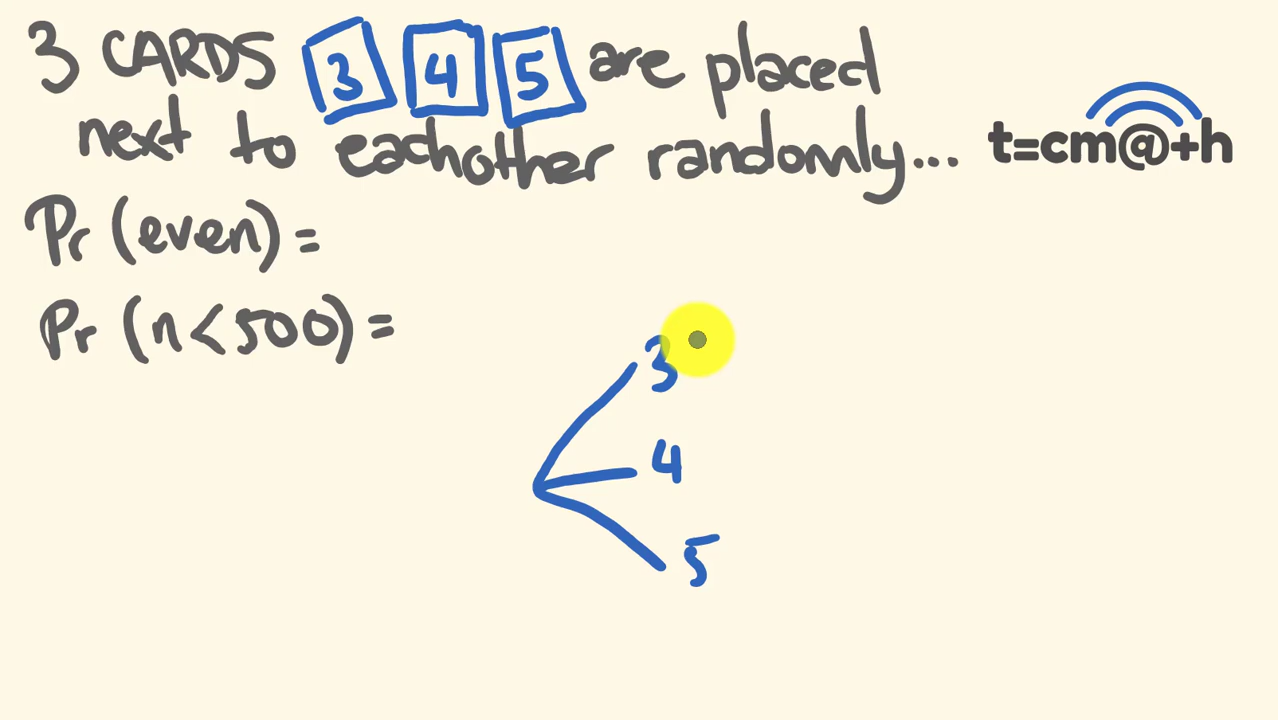 3 CARDS 3 4 5 are placed
next to eachother randomly...
t=cm@+h
Pr (even) =
Pr (n<500) =
3
4
5